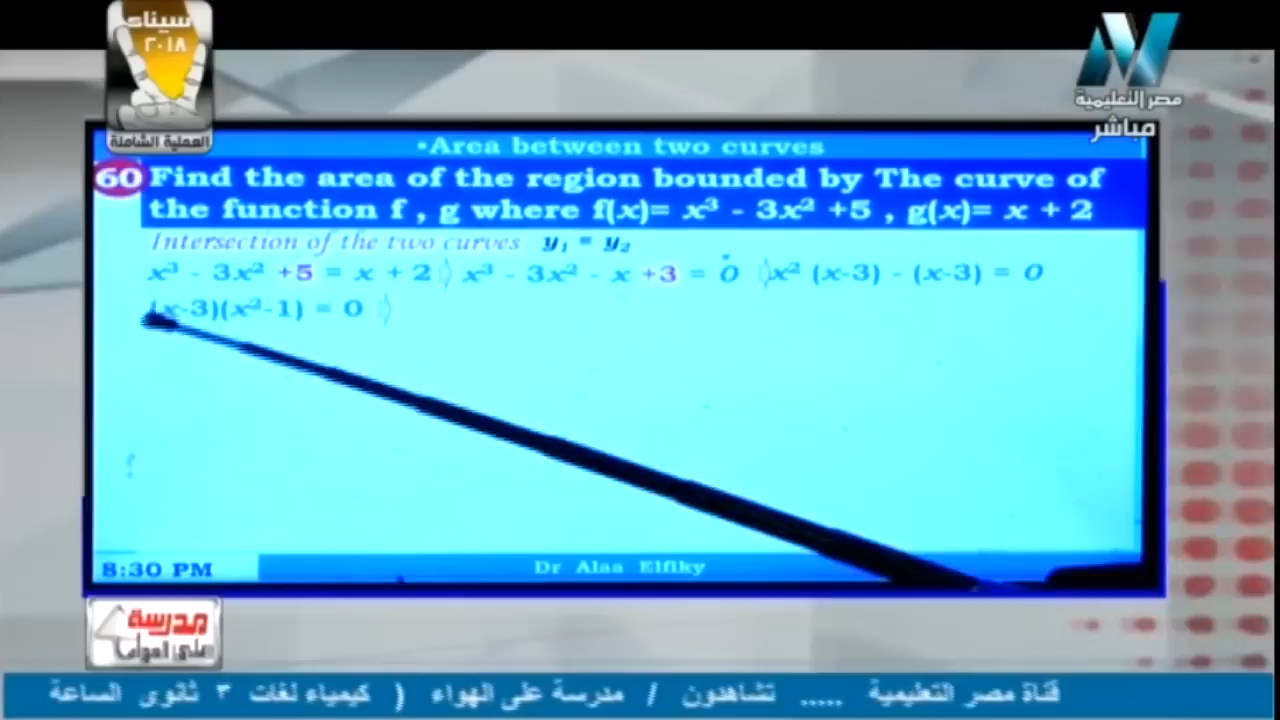 سيناء
٢٠١٨
العملية الشاملة
مصر التعليمية
مباشر
•Area between two curves
60 Find the area of the region bounded by The curve of
the function f , g where f(x)= x³ - 3x² +5 , g(x)= x + 2
Intersection of the two curves y₁ = y₂
x³ - 3x² +5 = x + 2 ⟩ x³ - 3x² - x +3 = 0 ⟩x² (x-3) - (x-3) = 0
(x-3)(x²-1) = 0 ⟩
8:30 PM
Dr Alaa Elfiky
مدرسة
على الهواء
قناة مصر التعليمية ..... تشاهدون / مدرسة على الهواء ( كيمياء لغات ٣ ثانوى الساعة